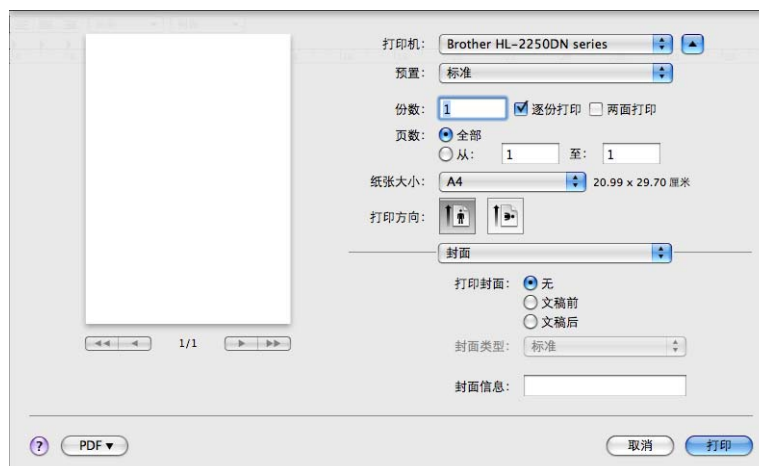 打印机: Brother HL-2250DN series
预置: 标准
份数: 1 逐份打印 两面打印
页数: 全部
从: 1 至: 1
纸张大小: A4 20.99 x 29.70 厘米
打印方向:
封面
打印封面: 无
文稿前
文稿后
1/1
封面类型: 标准
封面信息:
? PDF▼ 取消 打印